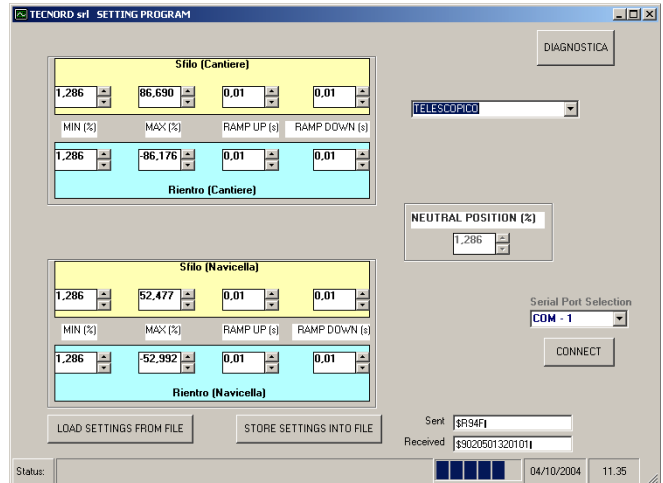 TECNORD srl SETTING PROGRAM
DIAGNOSTICA
Sfilo (Cantiere)
1,286 86,690 0,01 0,01
TELESCOPICO
MIN (%) MAX (%) RAMP UP (s) RAMP DOWN (s)
1,286 -86,176 0,01 0,01
Rientro (Cantiere)
NEUTRAL POSITION (%)
1,286
Sfilo (Navicella)
1,286 52,477 0,01 0,01
Serial Port Selection
COM - 1
MIN (%) MAX (%) RAMP UP (s) RAMP DOWN (s)
CONNECT
1,286 -52,992 0,01 0,01
Rientro (Navicella)
LOAD SETTINGS FROM FILE STORE SETTINGS INTO FILE
Sent $R94F
Received $9020501320101
Status: 04/10/2004 11.35